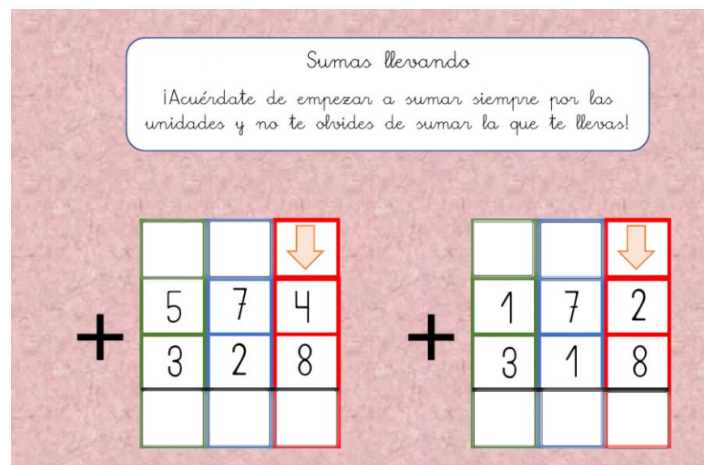 Sumas llevando
¡Acuérdate de empezar a sumar siempre por las
unidades y no te olvides de sumar la que te llevas!
5 7 4
+ 3 2 8
1 7 2
+ 3 1 8